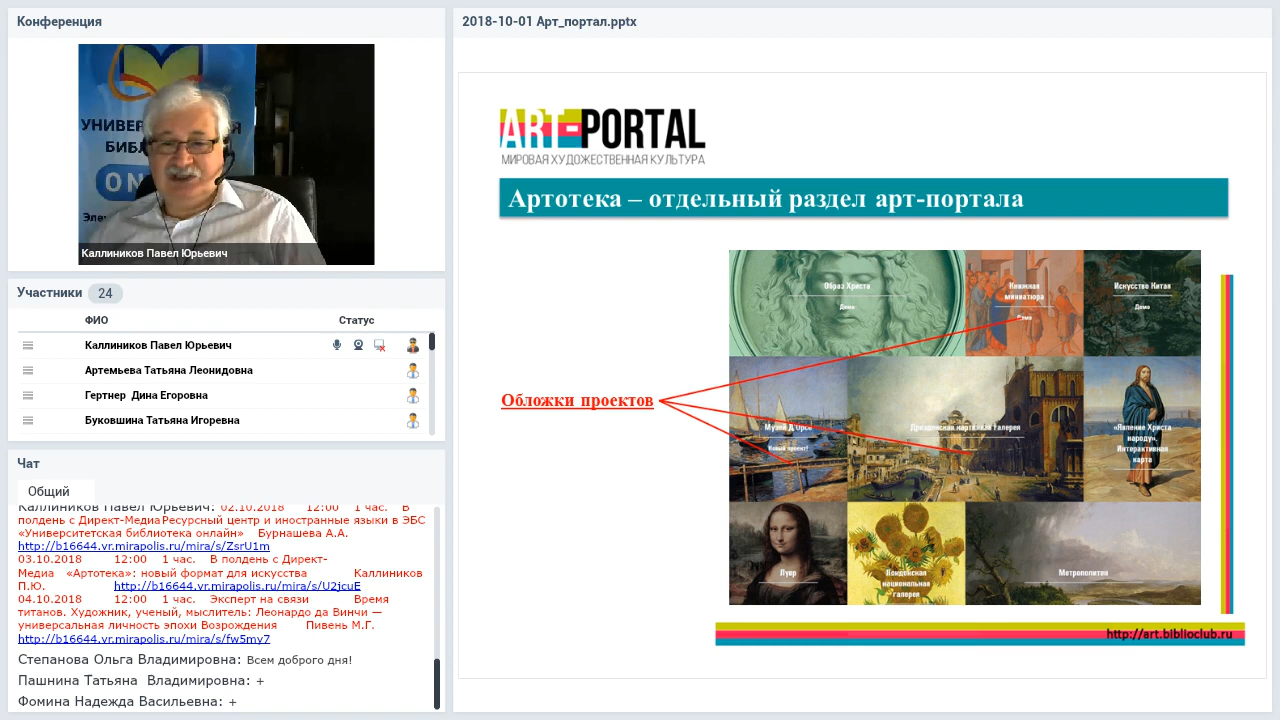 Конференция
УНИВЕР
Я
БИБЛ
ON
Эле
Каллиников Павел Юрьевич
Участники 24
ФИО Статус
Каллиников Павел Юрьевич
Артемьева Татьяна Леонидовна
Гертнер Дина Егоровна
Буковшина Татьяна Игоревна
Чат
Общий
Каллиников Павел Юрьевич: 02.10.2018 12:00 1 час. В
полдень с Директ-Медиа Ресурсный центр и иностранные языки в ЭБС
«Университетская библиотека онлайн» Бурнашева А.А.
http://b16644.vr.mirapolis.ru/mira/s/ZsrU1m
03.10.2018 12:00 1 час. В полдень с Директ-
Медиа «Артотека»: новый формат для искусства Каллиников
П.Ю. http://b16644.vr.mirapolis.ru/mira/s/U2jcuE
04.10.2018 12:00 1 час. Эксперт на связи Время
титанов. Художник, ученый, мыслитель: Леонардо да Винчи —
универсальная личность эпохи Возрождения Пивень М.Г.
http://b16644.vr.mirapolis.ru/mira/s/fw5my7
Степанова Ольга Владимировна: Всем доброго дня!
Пашнина Татьяна Владимировна: +
Фомина Надежда Васильевна: +
2018-10-01 Арт_портал.pptx
ART-PORTAL
МИРОВАЯ ХУДОЖЕСТВЕННАЯ КУЛЬТУРА
Артотека – отдельный раздел арт-портала
Обложки проектов
Образ Христа
Демо
Книжная
миниатюра
Демо
Искусство Китая
Демо
Музей Д'Орсе
Новый проект!
Дрезденская картинная галерея
«Явление Христа
народу».
Интерактивная
карта
Лувр
Лондонская
национальная
галерея
Метрополитен
http://art.biblioclub.ru